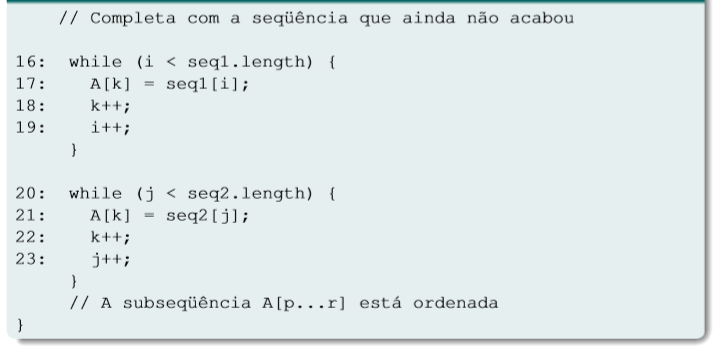 // Completa com a seqüência que ainda não acabou
16: while (i < seq1.length) {
17: A[k] = seq1[i];
18: k++;
19: i++;
}
20: while (j < seq2.length) {
21: A[k] = seq2[j];
22: k++;
23: j++;
}
// A subseqüência A[p...r] está ordenada
}